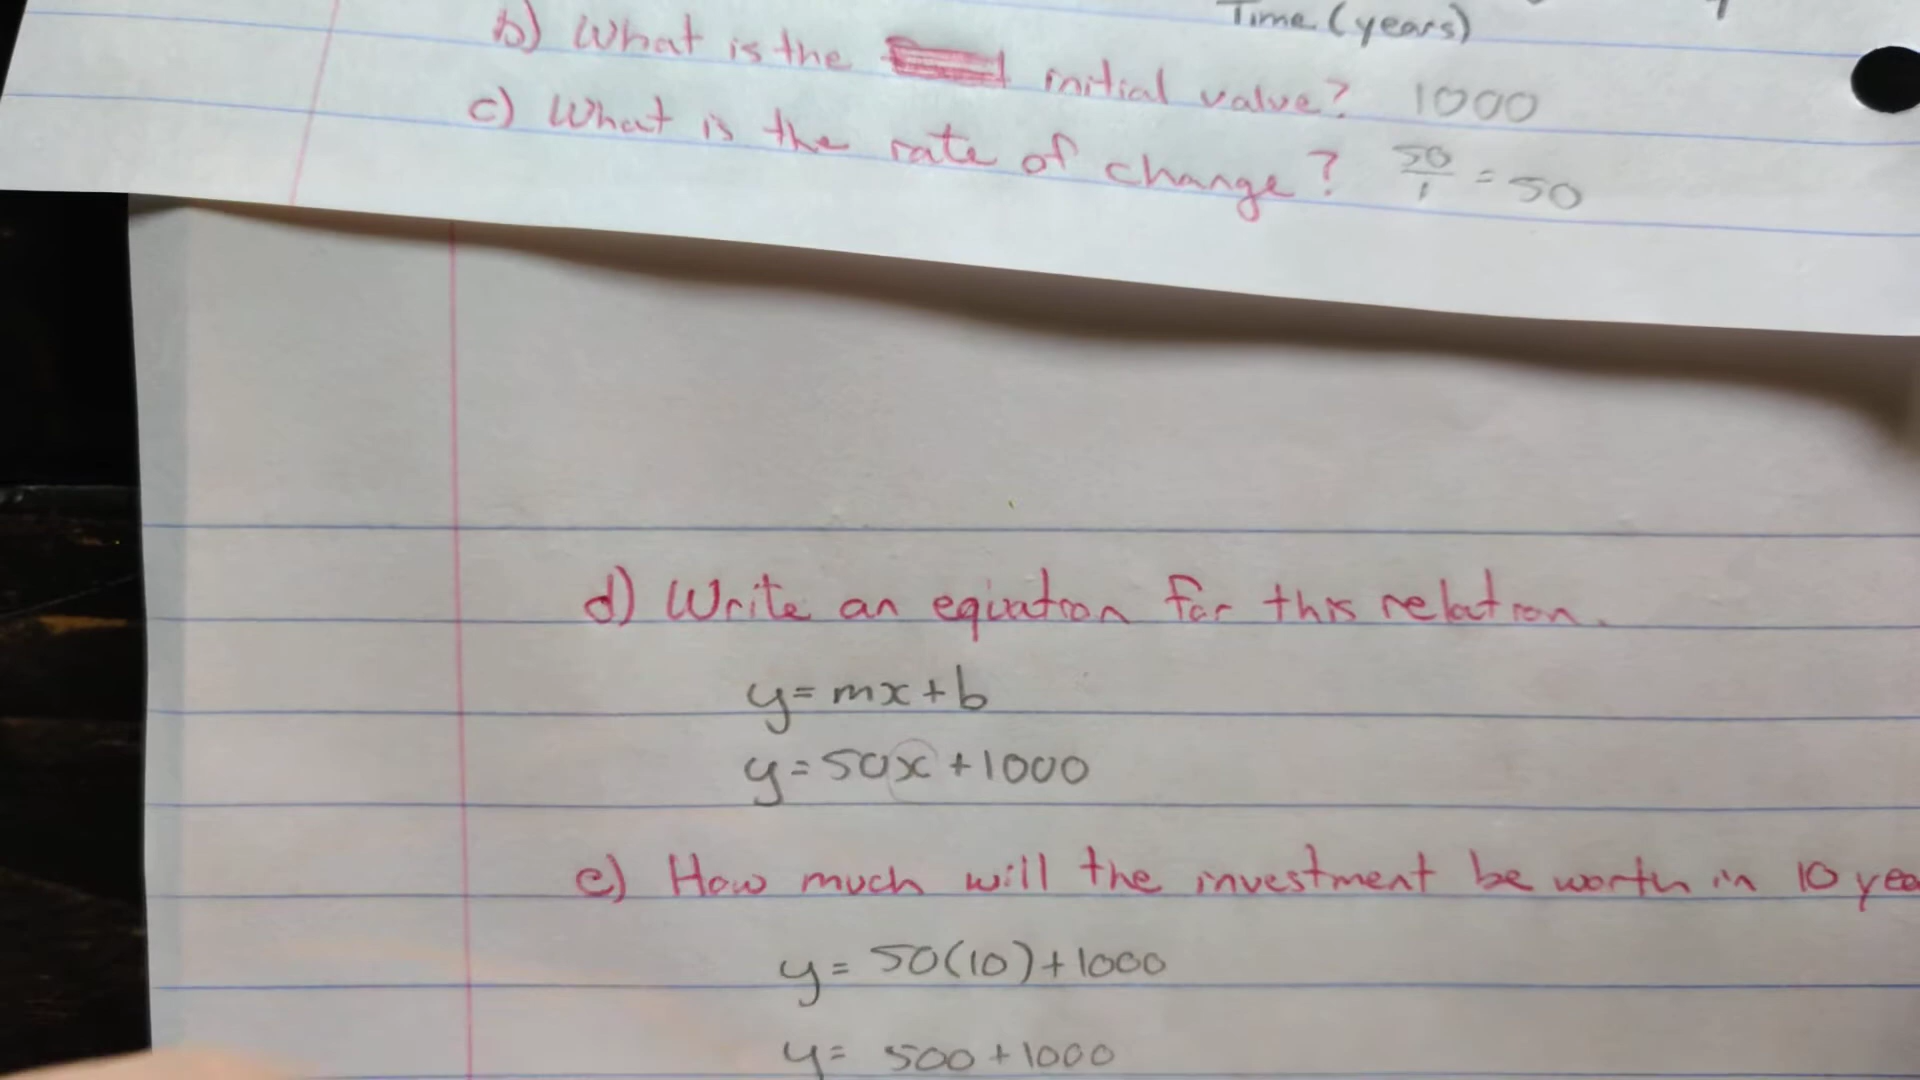 Time (years)
b) What is the initial value? 1000
c) What is the rate of change? 50/1 = 50
d) Write an equation for this relation.
y = mx + b
y = 50x + 1000
e) How much will the investment be worth in 10 yea
y = 50(10) + 1000
y = 500 + 1000